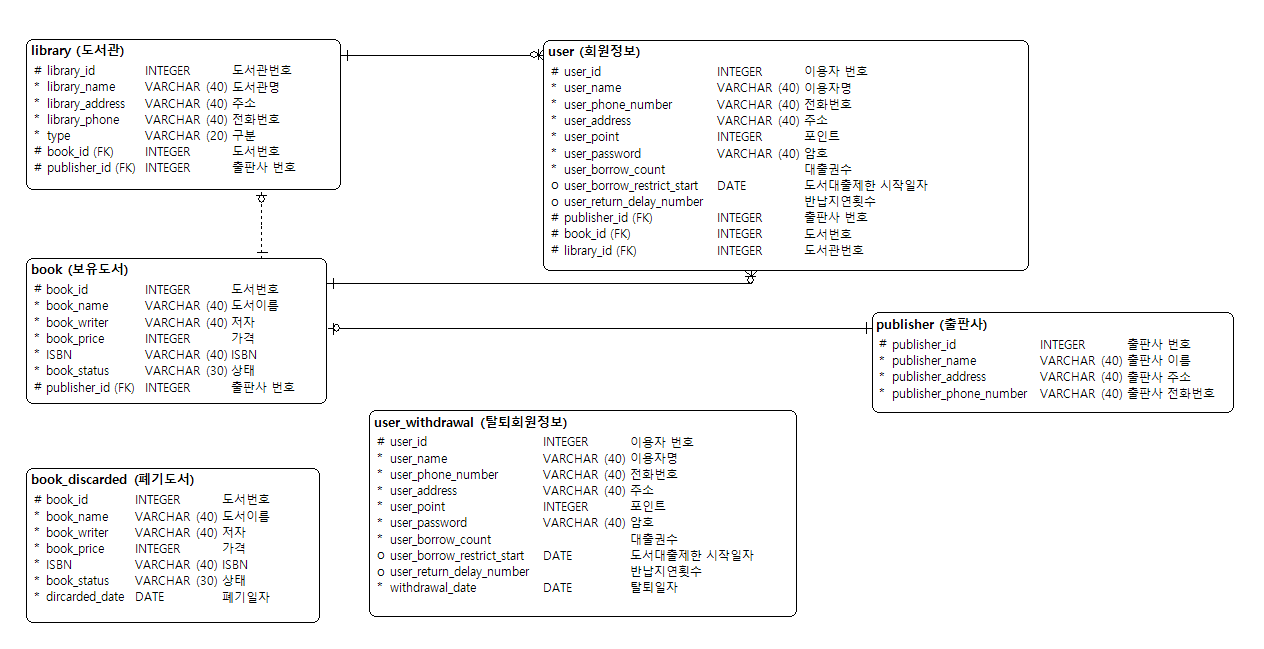 library (도서관)
# library_id INTEGER 도서관번호
* library_name VARCHAR (40) 도서관명
* library_address VARCHAR (40) 주소
* library_phone VARCHAR (40) 전화번호
* type VARCHAR (20) 구분
# book_id (FK) INTEGER 도서번호
# publisher_id (FK) INTEGER 출판사 번호
user (회원정보)
# user_id INTEGER 이용자 번호
* user_name VARCHAR (40) 이용자명
* user_phone_number VARCHAR (40) 전화번호
* user_address VARCHAR (40) 주소
* user_point INTEGER 포인트
* user_password VARCHAR (40) 암호
* user_borrow_count 대출권수
o user_borrow_restrict_start DATE 도서대출제한 시작일자
o user_return_delay_number 반납지연횟수
# publisher_id (FK) INTEGER 출판사 번호
# book_id (FK) INTEGER 도서번호
# library_id (FK) INTEGER 도서관번호
book (보유도서)
# book_id INTEGER 도서번호
* book_name VARCHAR (40) 도서이름
* book_writer VARCHAR (40) 저자
* book_price INTEGER 가격
* ISBN VARCHAR (40) ISBN
* book_status VARCHAR (30) 상태
# publisher_id (FK) INTEGER 출판사 번호
publisher (출판사)
# publisher_id INTEGER 출판사 번호
* publisher_name VARCHAR (40) 출판사 이름
* publisher_address VARCHAR (40) 출판사 주소
* publisher_phone_number VARCHAR (40) 출판사 전화번호
user_withdrawal (탈퇴회원정보)
# user_id INTEGER 이용자 번호
* user_name VARCHAR (40) 이용자명
* user_phone_number VARCHAR (40) 전화번호
* user_address VARCHAR (40) 주소
* user_point INTEGER 포인트
* user_password VARCHAR (40) 암호
* user_borrow_count 대출권수
o user_borrow_restrict_start DATE 도서대출제한 시작일자
o user_return_delay_number 반납지연횟수
* withdrawal_date DATE 탈퇴일자
book_discarded (폐기도서)
# book_id INTEGER 도서번호
* book_name VARCHAR (40) 도서이름
* book_writer VARCHAR (40) 저자
* book_price INTEGER 가격
* ISBN VARCHAR (40) ISBN
* book_status VARCHAR (30) 상태
* dircarded_date DATE 폐기일자